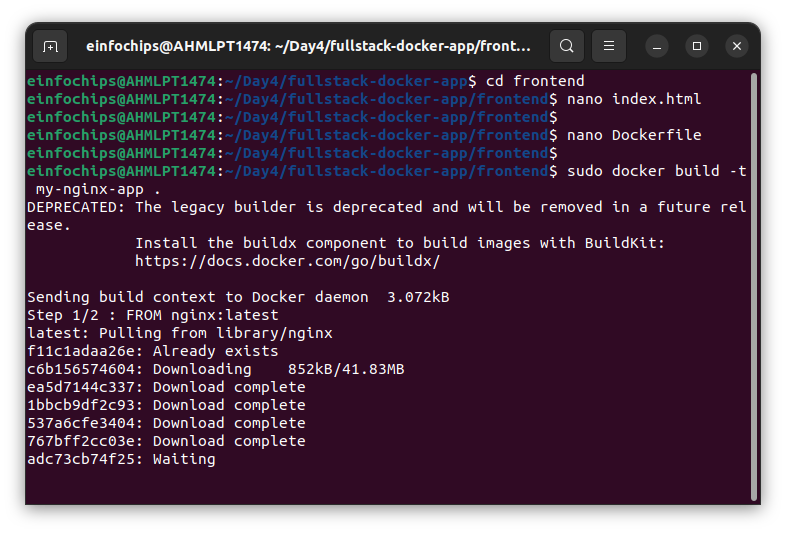 einfochips@AHMLPT1474: ~/Day4/fullstack-docker-app/front...
einfochips@AHMLPT1474:~/Day4/fullstack-docker-app$ cd frontend
einfochips@AHMLPT1474:~/Day4/fullstack-docker-app/frontend$ nano index.html
einfochips@AHMLPT1474:~/Day4/fullstack-docker-app/frontend$
einfochips@AHMLPT1474:~/Day4/fullstack-docker-app/frontend$ nano Dockerfile
einfochips@AHMLPT1474:~/Day4/fullstack-docker-app/frontend$
einfochips@AHMLPT1474:~/Day4/fullstack-docker-app/frontend$ sudo docker build -t
 my-nginx-app .
DEPRECATED: The legacy builder is deprecated and will be removed in a future rel
ease.
            Install the buildx component to build images with BuildKit:
            https://docs.docker.com/go/buildx/
Sending build context to Docker daemon  3.072kB
Step 1/2 : FROM nginx:latest
latest: Pulling from library/nginx
f11c1adaa26e: Already exists
c6b156574604: Downloading    852kB/41.83MB
ea5d7144c337: Download complete
1bbcb9df2c93: Download complete
537a6cfe3404: Download complete
767bff2cc03e: Download complete
adc73cb74f25: Waiting